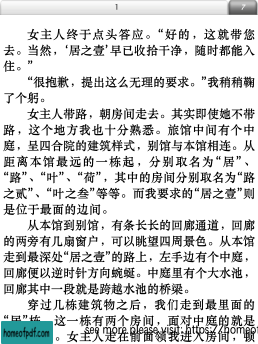 1
7
女主人终于点头答应。“好的，这就带您
去。当然，‘居之壹’早已收拾干净，随时都能入
住。”
“很抱歉，提出这么无理的要求。”我稍稍鞠
了个躬。
女主人带路，朝房间走去。其实即使她不带
路，这个地方我也十分熟悉。旅馆中间有个中
庭，呈四合院的建筑样式，别馆与本馆相连。从
距离本馆最远的一栋起，分别取名为“居”、
“路”、“叶”、“荷”，其中的房间分别取名为“路
之贰”、“叶之叁”等等。而我要求的“居之壹”则
是位于最面的边间。
从本馆到别馆，有条长长的回廊通道，回廊
的两旁有几扇窗户，可以眺望四周景色。从本馆
走到最深处“居之壹”的路上，左手边有个中庭，
回廊便以逆时针方向蜿蜒。中庭里有个大水池，
回廊其中一段就是跨越水池的桥梁。
穿过几栋建筑物之后，我们走到最里面的
“居”栋。这一栋有两个房间，面对中庭的就是
。女主人走在前面领我进入房间，顿
homeofpdf.com
see more please visit: https://homeof